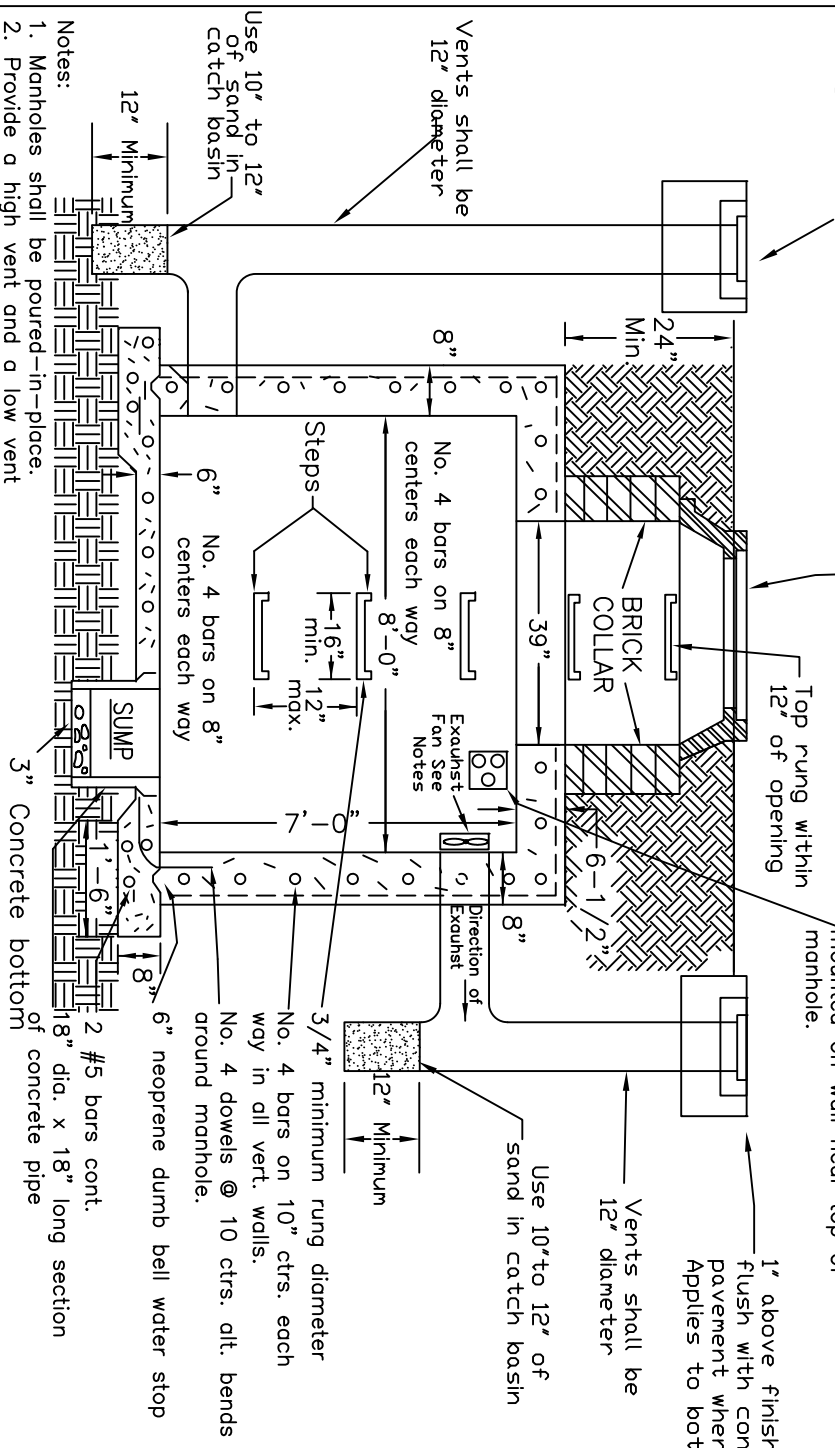 mounted on wall near top of
manhole.
1" above finish
flush with con
pavement wher
Applies to bot
Top rung within
12" of opening
24"
Min.
BRICK
COLLAR
39"
6-1/2"
Vents shall be
12" diameter
Vents shall be
12" diameter
Use 10" to 12"
of sand in
catch basin
Use 10"to 12" of
sand in catch basin
12" Minimum
12" Minimum
8"
8"
No. 4 bars on 8"
centers each way
8'-0"
Exauhst
Fan See
Notes
Direction of
Exauhst
Steps
16"
min.
12"
max.
7'-0"
6"
No. 4 bars on 8"
centers each way
SUMP
1'-6"
8"
3/4" minimum rung diameter
No. 4 bars on 10" ctrs. each
way in all vert. walls.
No. 4 dowels @ 10 ctrs. alt. bends
around manhole.
6" neoprene dumb bell water stop
2 #5 bars cont.
18" dia. x 18" long section
of concrete pipe
3" Concrete bottom
Notes:
1. Manholes shall be poured-in-place.
2. Provide a high vent and a low vent